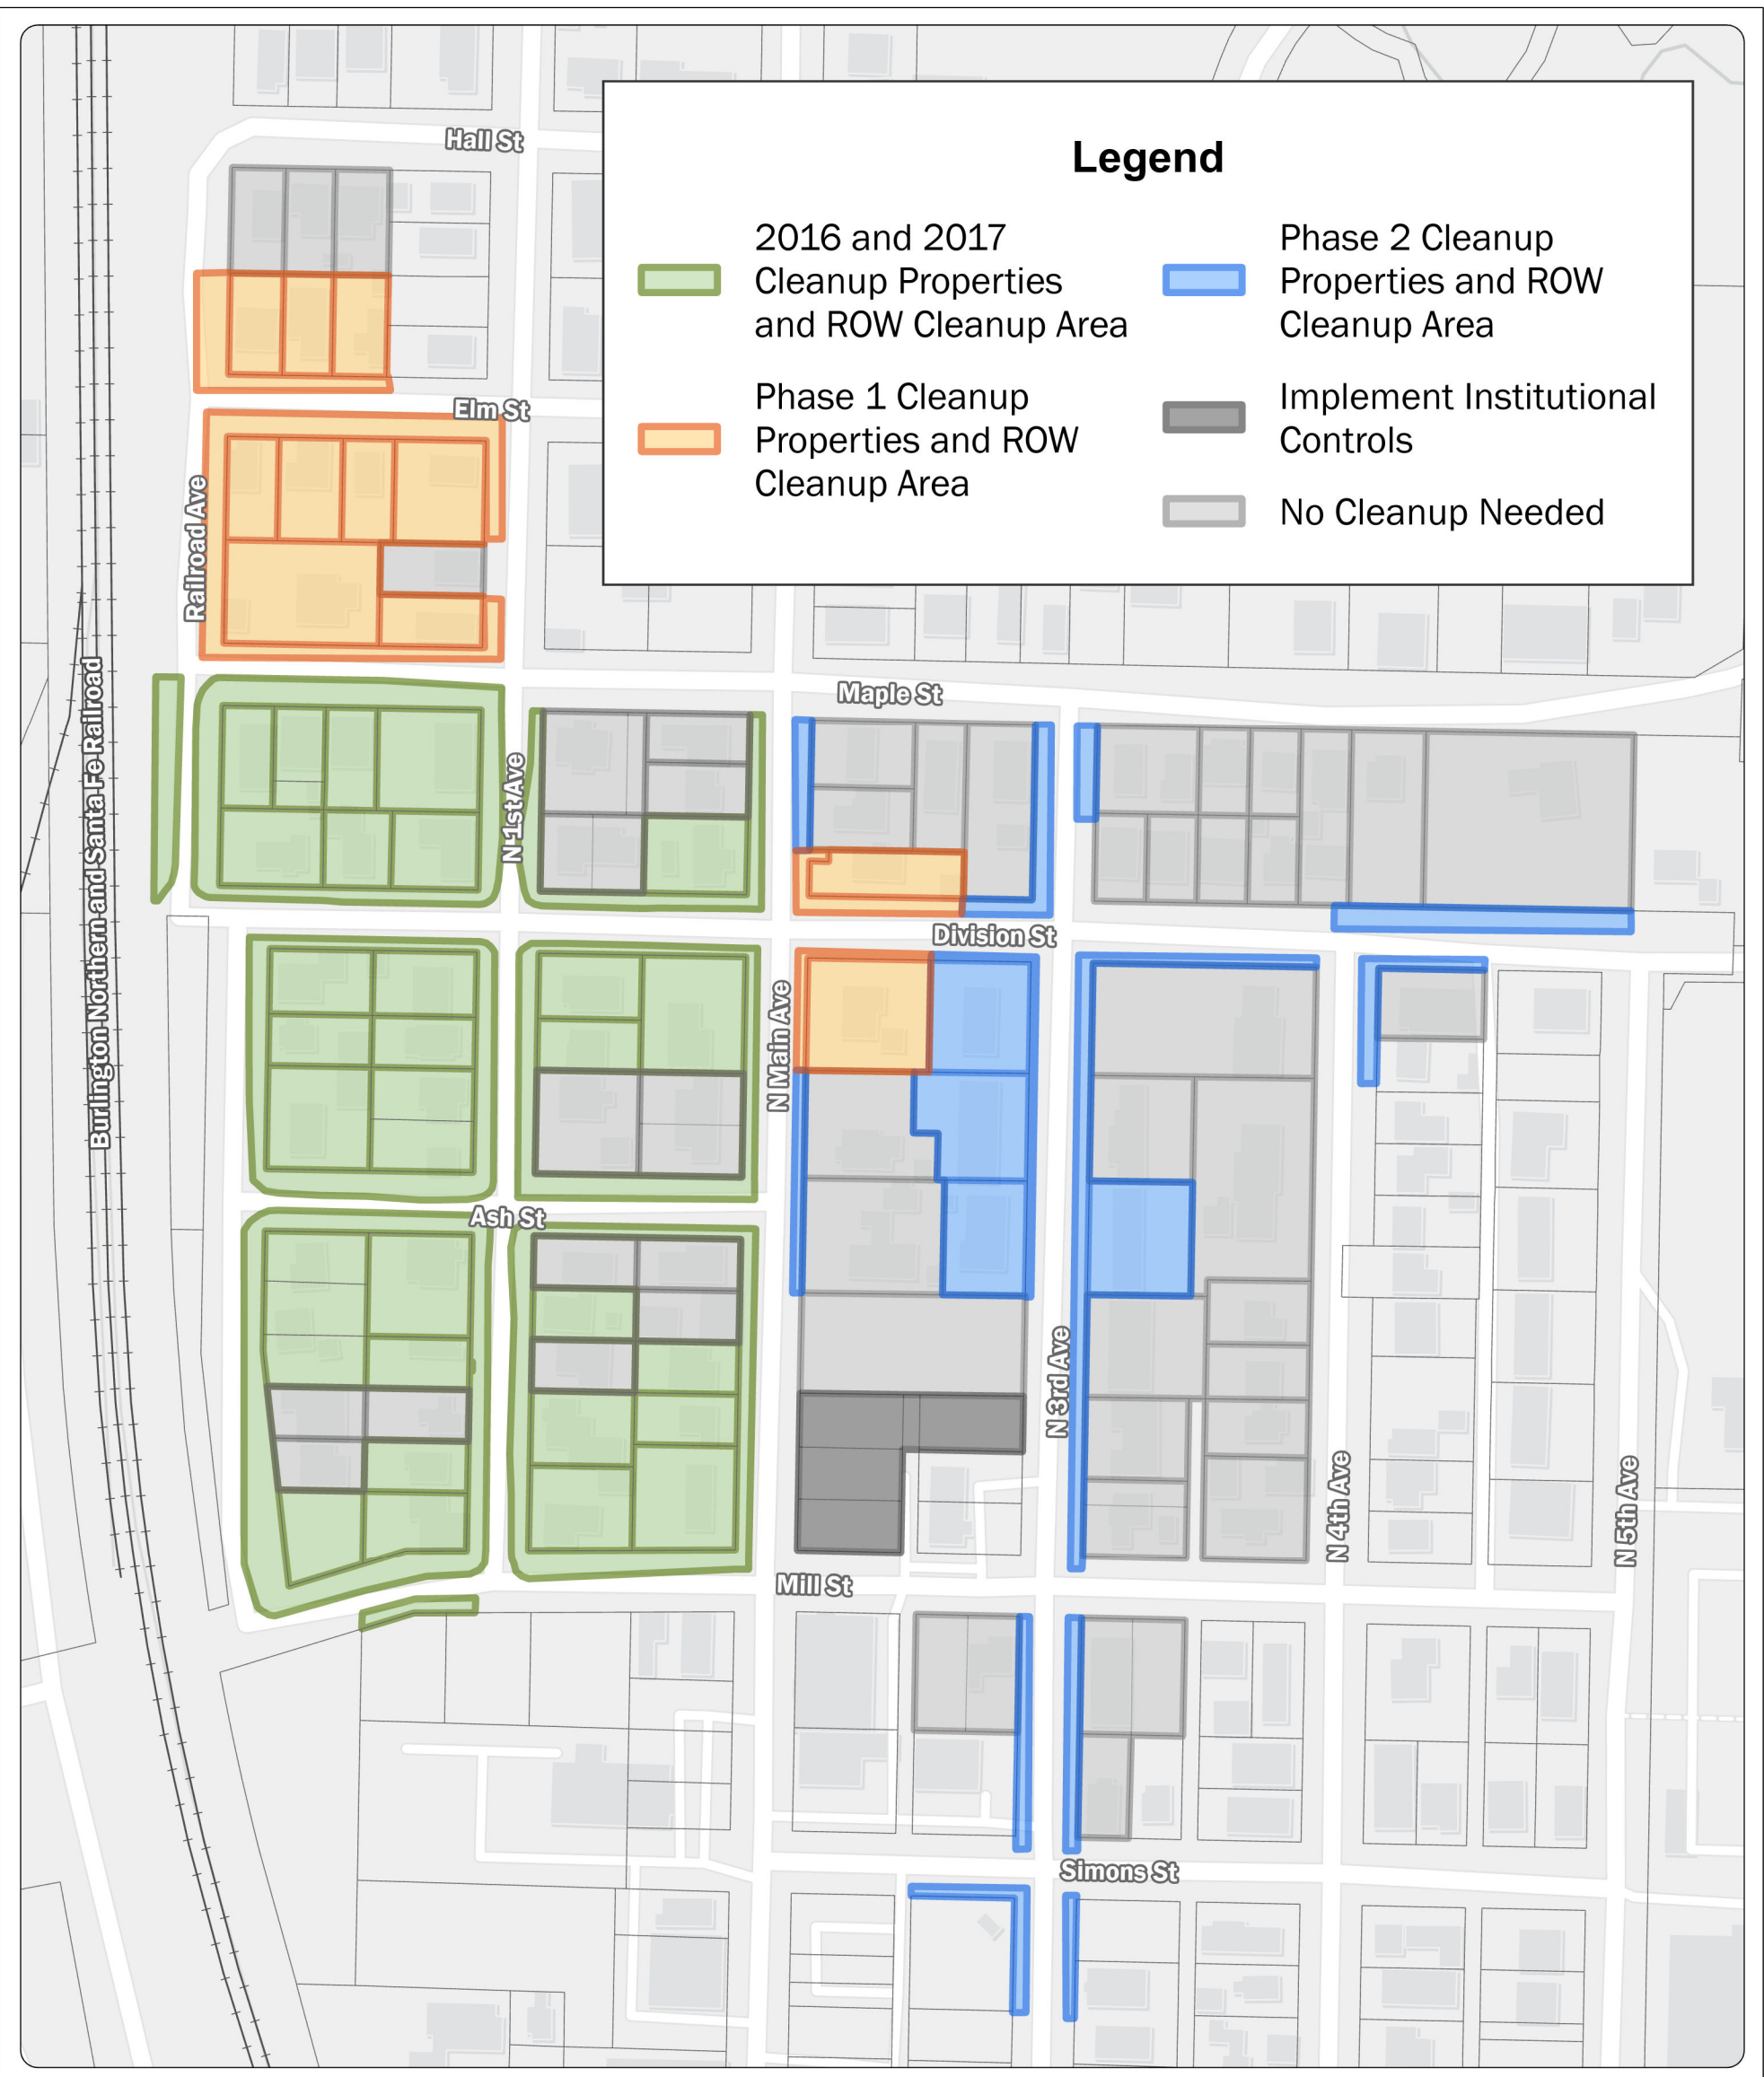 Hall St
Legend
2016 and 2017
Cleanup Properties
and ROW Cleanup Area
Phase 1 Cleanup
Properties and ROW
Cleanup Area
Phase 2 Cleanup
Properties and ROW
Cleanup Area
Implement Institutional
Controls
No Cleanup Needed
Elm St
Railroad Ave
Burlington Northern and Santa Fe Railroad
Maple St
N 1st Ave
Division St
N Main Ave
Ash St
N 3rd Ave
N 4th Ave
N 5th Ave
Mill St
Simons St